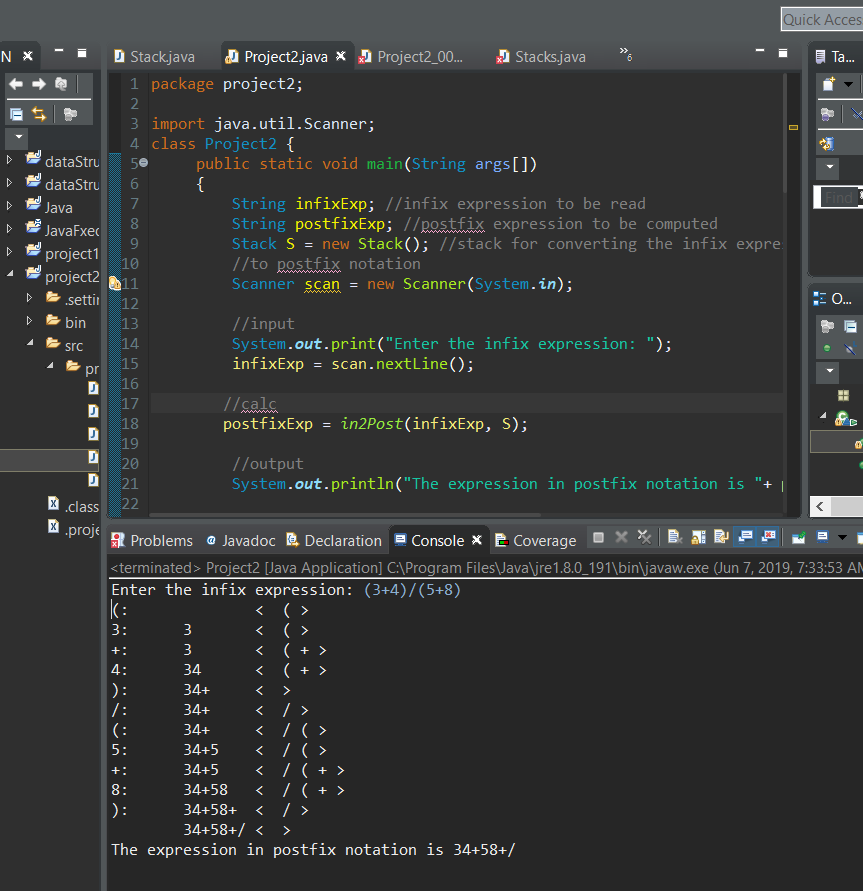 Quick Acces
N
Stack.java
Project2.java
Project2_00...
Stacks.java
»6
Ta...
1 package project2;
2
3 import java.util.Scanner;
4 class Project2 {
5 public static void main(String args[])
6 {
7 String infixExp; //infix expression to be read
8 String postfixExp; //postfix expression to be computed
9 Stack S = new Stack(); //stack for converting the infix expre
10 //to postfix notation
11 Scanner scan = new Scanner(System.in);
12
13 //input
14 System.out.print("Enter the infix expression: ");
15 infixExp = scan.nextLine();
16
17 //calc
18 postfixExp = in2Post(infixExp, S);
19
20 //output
21 System.out.println("The expression in postfix notation is "+ p
22
dataStru
dataStru
Java
JavaFxed
project1
project2
.settin
bin
src
pr
.class
.proje
Find
O...
Problems
Javadoc
Declaration
Console
Coverage
<terminated> Project2 [Java Application] C:\Program Files\Java\jre1.8.0_191\bin\javaw.exe (Jun 7, 2019, 7:33:53 AM
Enter the infix expression: (3+4)/(5+8)
(: < ( >
3: 3 < ( >
+: 3 < ( + >
4: 34 < ( + >
): 34+ < >
/: 34+ < / >
(: 34+ < / ( >
5: 34+5 < / ( >
+: 34+5 < / ( + >
8: 34+58 < / ( + >
): 34+58+ < / >
34+58+/ < >
The expression in postfix notation is 34+58+/